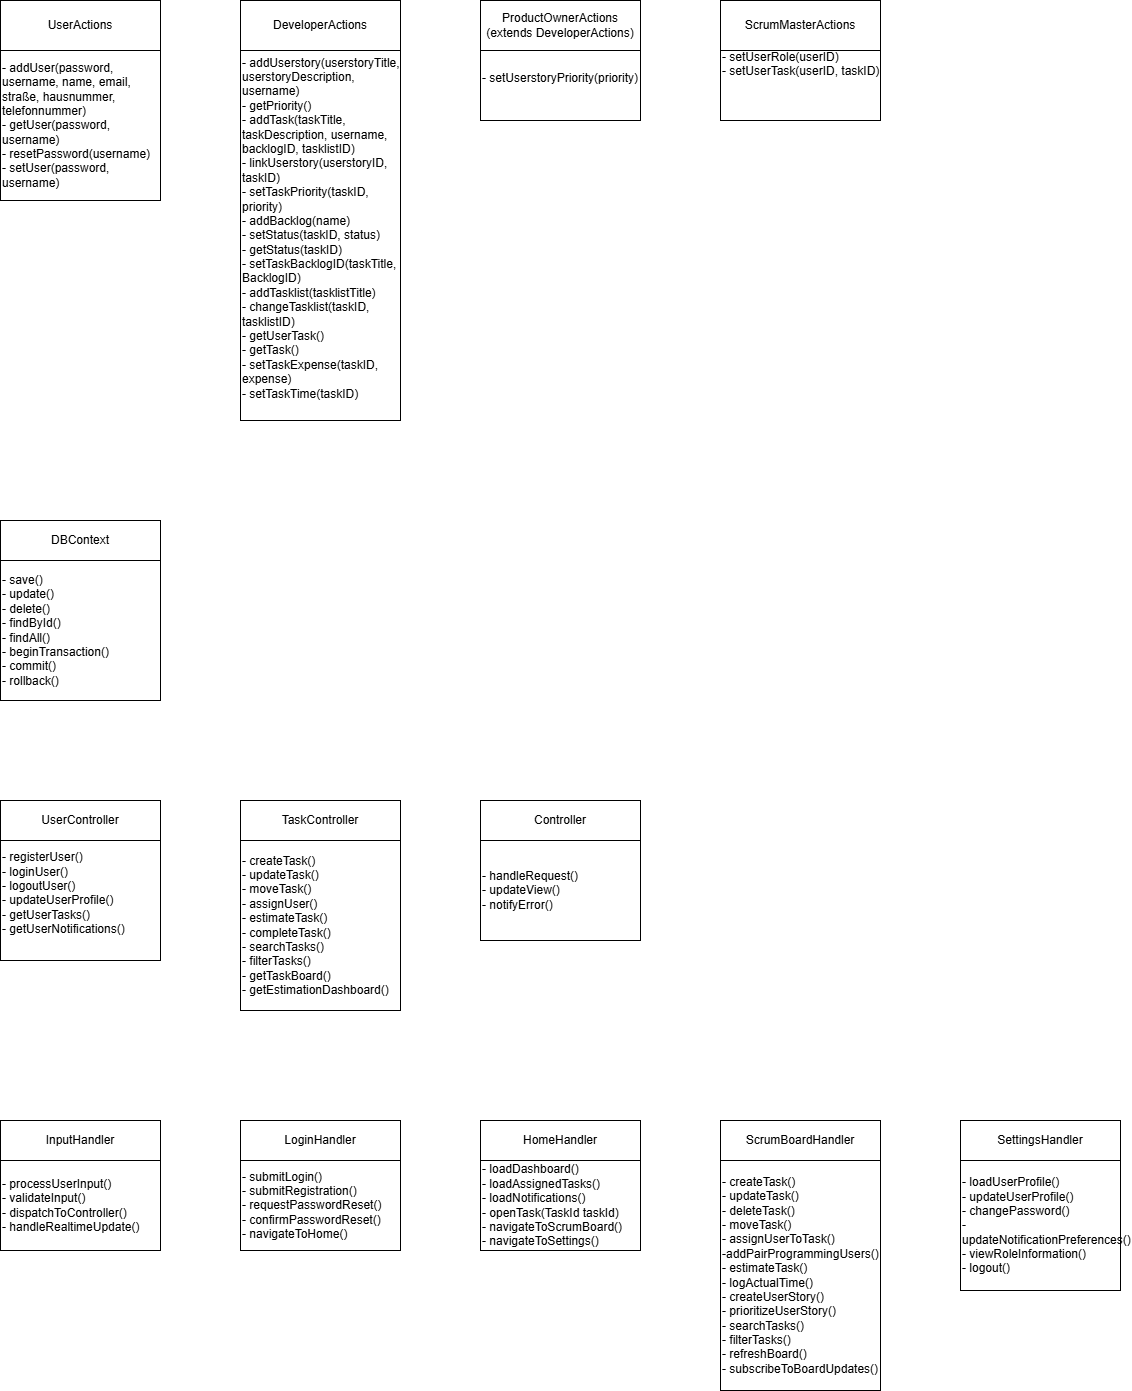 UserActions
- addUser(password,
username, name, email,
straße, hausnummer,
telefonnummer)
- getUser(password,
username)
- resetPassword(username)
- setUser(password,
username)
DeveloperActions
- addUserstory(userstoryTitle,
userstoryDescription,
username)
- getPriority()
- addTask(taskTitle,
taskDescription, username,
backlogID, tasklistID)
- linkUserstory(userstoryID,
taskID)
- setTaskPriority(taskID,
priority)
- addBacklog(name)
- setStatus(taskID, status)
- getStatus(taskID)
- setTaskBacklogID(taskTitle,
BacklogID)
- addTasklist(tasklistTitle)
- changeTasklist(taskID,
tasklistID)
- getUserTask()
- getTask()
- setTaskExpense(taskID,
expense)
- setTaskTime(taskID)
ProductOwnerActions
(extends DeveloperActions)
- setUserstoryPriority(priority)
ScrumMasterActions
- setUserRole(userID)
- setUserTask(userID, taskID)
DBContext
- save()
- update()
- delete()
- findById()
- findAll()
- beginTransaction()
- commit()
- rollback()
UserController
- registerUser()
- loginUser()
- logoutUser()
- updateUserProfile()
- getUserTasks()
- getUserNotifications()
TaskController
- createTask()
- updateTask()
- moveTask()
- assignUser()
- estimateTask()
- completeTask()
- searchTasks()
- filterTasks()
- getTaskBoard()
- getEstimationDashboard()
Controller
- handleRequest()
- updateView()
- notifyError()
InputHandler
- processUserInput()
- validateInput()
- dispatchToController()
- handleRealtimeUpdate()
LoginHandler
- submitLogin()
- submitRegistration()
- requestPasswordReset()
- confirmPasswordReset()
- navigateToHome()
HomeHandler
- loadDashboard()
- loadAssignedTasks()
- loadNotifications()
- openTask(TaskId taskId)
- navigateToScrumBoard()
- navigateToSettings()
ScrumBoardHandler
- createTask()
- updateTask()
- deleteTask()
- moveTask()
- assignUserToTask()
-addPairProgrammingUsers()
- estimateTask()
- logActualTime()
- createUserStory()
- prioritizeUserStory()
- searchTasks()
- filterTasks()
- refreshBoard()
- subscribeToBoardUpdates()
SettingsHandler
- loadUserProfile()
- updateUserProfile()
- changePassword()
-
updateNotificationPreferences()
- viewRoleInformation()
- logout()